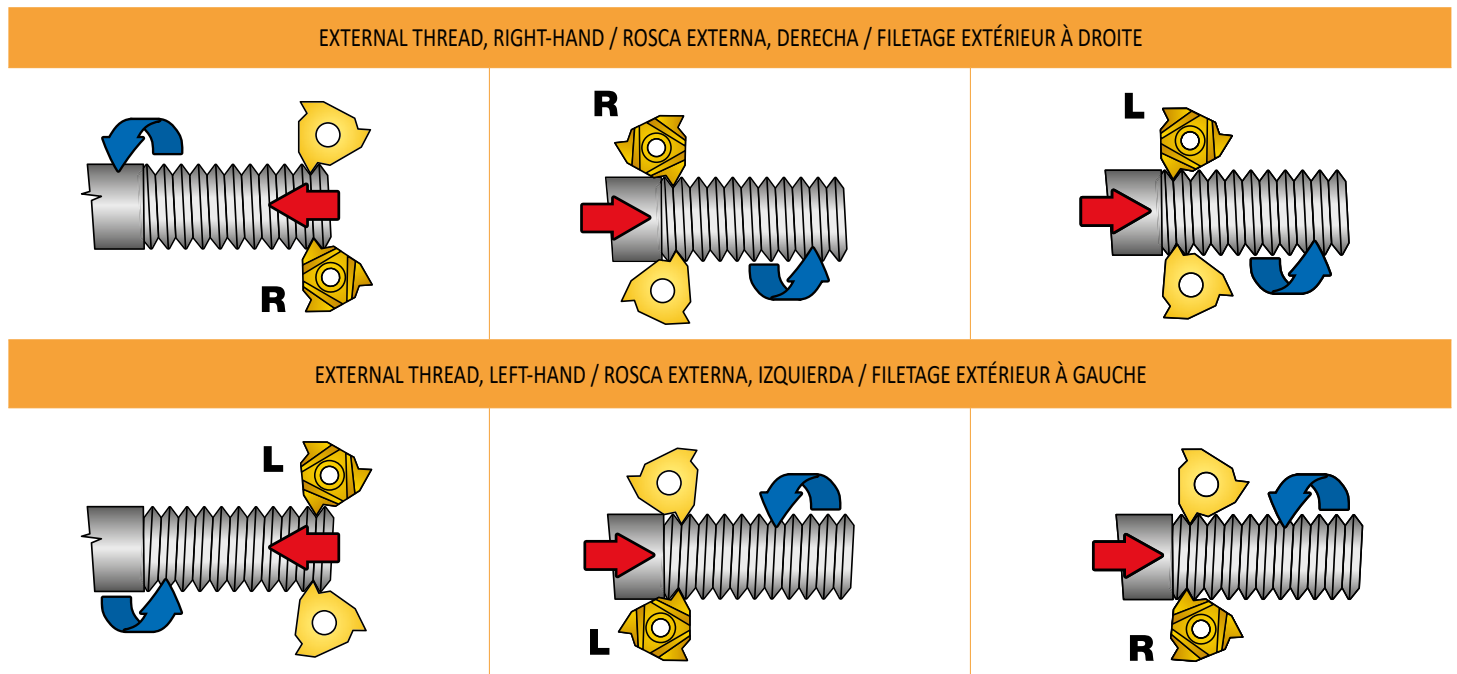 EXTERNAL THREAD, RIGHT-HAND / ROSCA EXTERNA, DERECHA / FILETAGE EXTÉRIEUR À DROITE
R
L
R
EXTERNAL THREAD, LEFT-HAND / ROSCA EXTERNA, IZQUIERDA / FILETAGE EXTÉRIEUR À GAUCHE
L
L
R